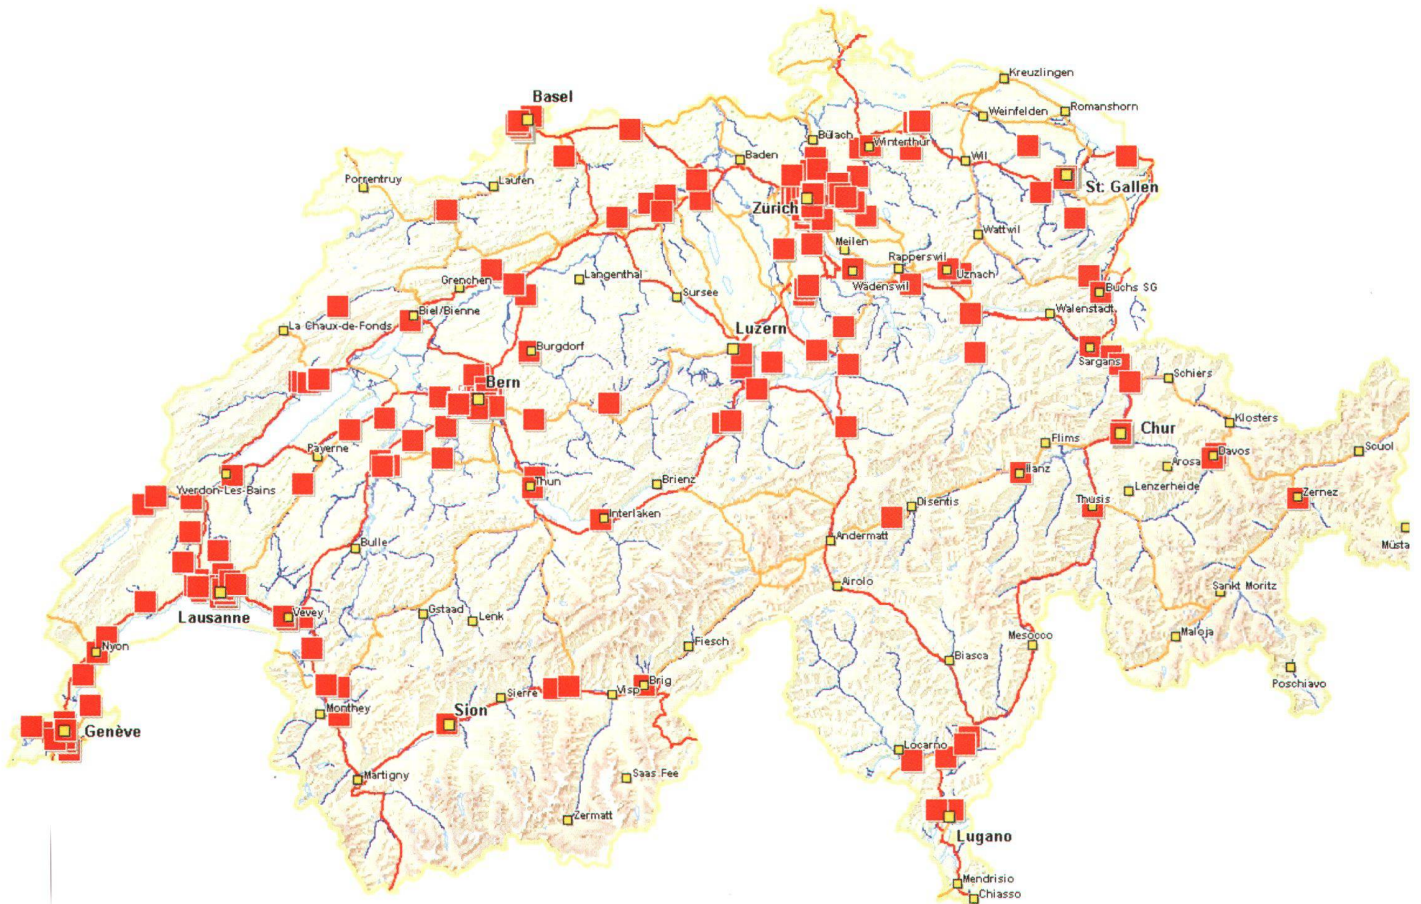 Kreuzlingen
Basel
Romanshorn
Weinfelden
Bülach
Winterthur
Baden
Wil
Porrentruy
Laufen
St. Gallen
Zürich
Wattwil
Meilen
Rapperswil
Uznach
Langenthal
Grenchen
Wädenswil
Buchs SG
Sursee
Biel/Bienne
Walenstadt
La Chaux-de-Fonds
Luzern
Burgdorf
Sargans
Schiers
Bern
Klosters
Chur
Flims
Payerne
Scuol
Davos
Arosa
Ilanz
Yverdon-Les-Bains
Thun
Brienz
Lenzerheide
Zernez
Disentis
Thusis
Interlaken
Andermatt
Müsta
Bulle
Airolo
Sankt Moritz
Lausanne
Vevey
Gstaad
Lenk
Maloja
Mesocco
Fiesch
Nyon
Biasca
Poschiavo
Brig
Sierre
Visp
Monthey
Sion
Genève
Locarno
Martigny
Saas Fee
Zermatt
Lugano
Mendrisio
Chiasso